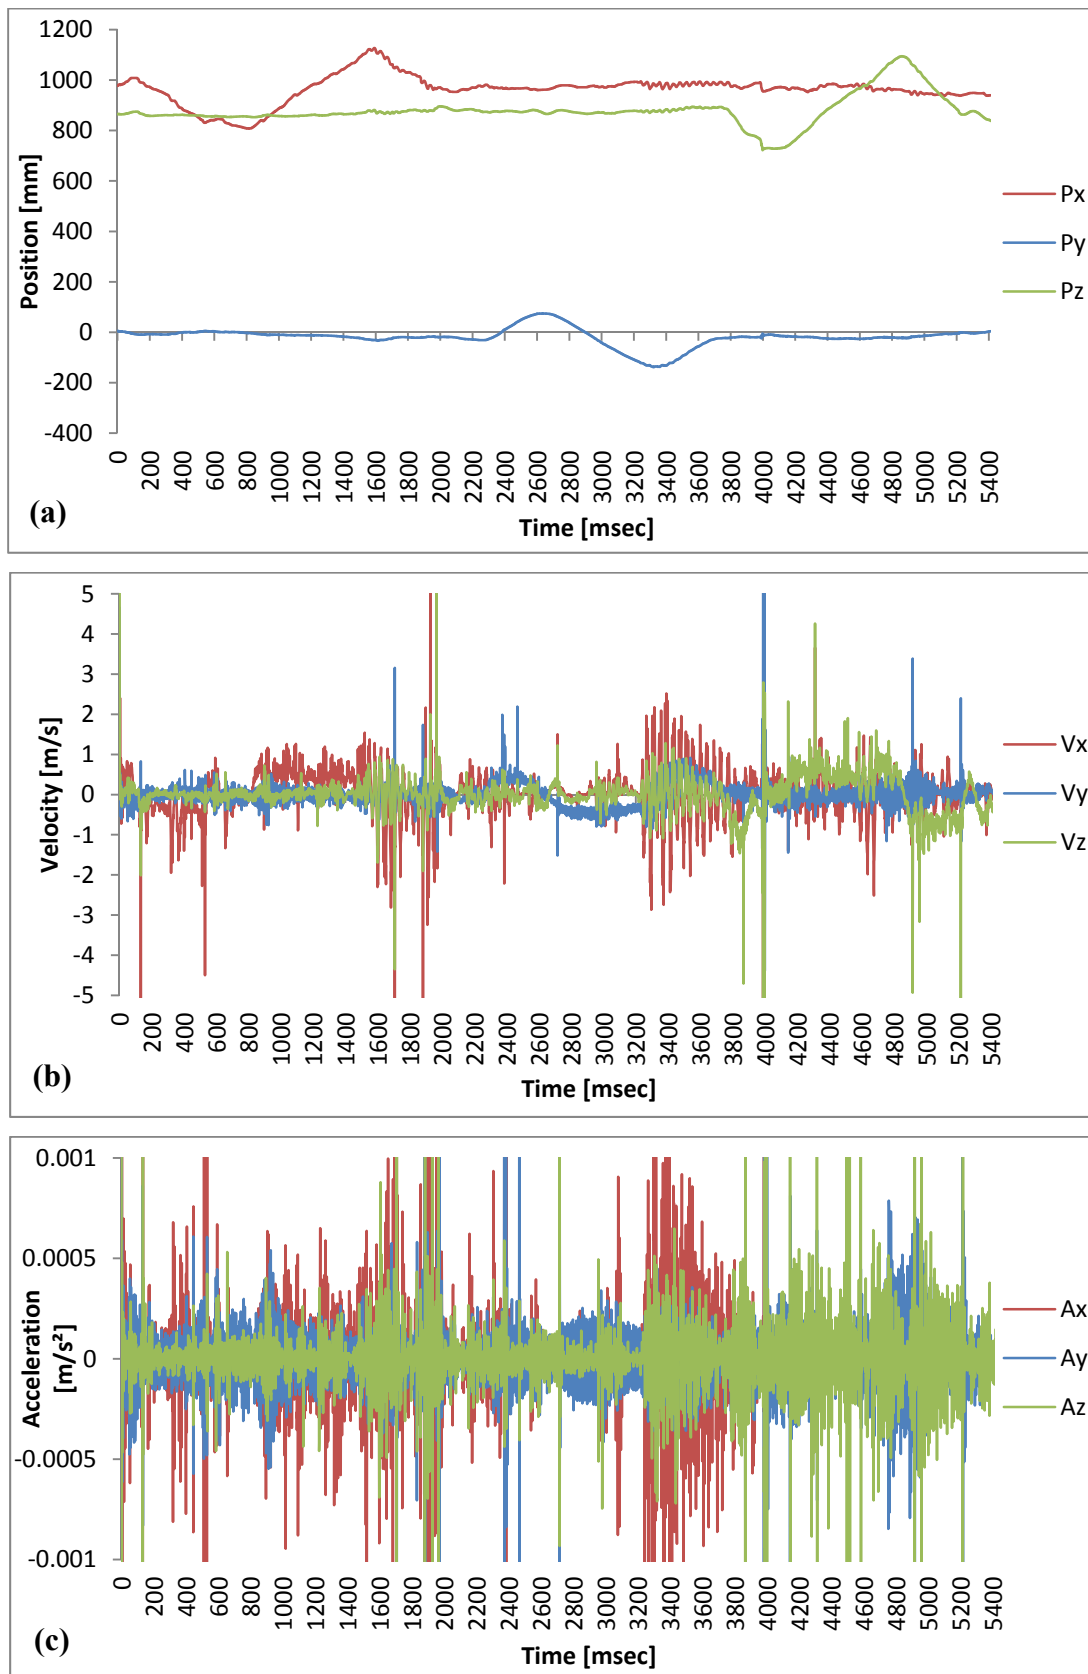 1200
1000
800
600
400
200
0
-200
-400
Position [mm]
0 200 400 600 800 1000 1200 1400 1600 1800 2000 2200 2400 2600 2800 3000 3200 3400 3600 3800 4000 4200 4400 4600 4800 5000 5200 5400
Time [msec]
Px
Py
Pz
(a)
5
4
3
2
1
0
-1
-2
-3
-4
-5
Velocity [m/s]
0 200 400 600 800 1000 1200 1400 1600 1800 2000 2200 2400 2600 2800 3000 3200 3400 3600 3800 4000 4200 4400 4600 4800 5000 5200 5400
Time [msec]
Vx
Vy
Vz
(b)
0.001
0.0005
0
-0.0005
-0.001
Acceleration
[m/s²]
0 200 400 600 800 1000 1200 1400 1600 1800 2000 2200 2400 2600 2800 3000 3200 3400 3600 3800 4000 4200 4400 4600 4800 5000 5200 5400
Time [msec]
Ax
Ay
Az
(c)